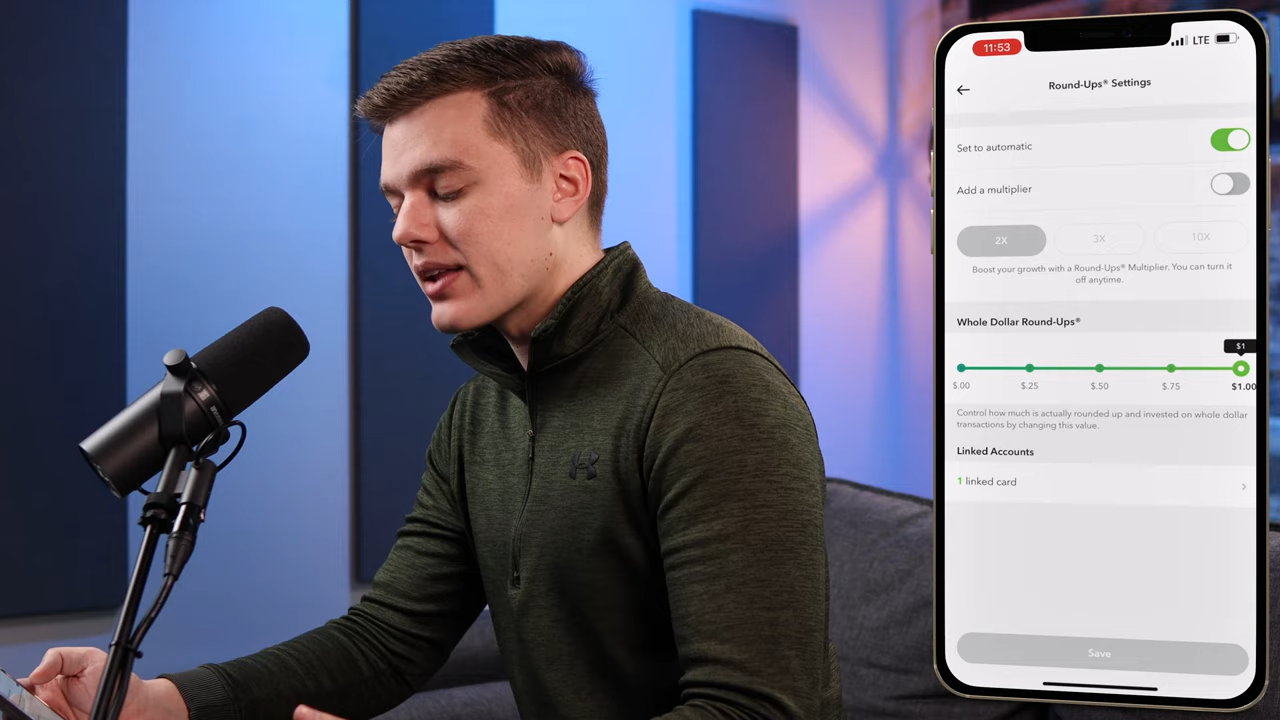 11:53
LTE
Round-Ups® Settings
Set to automatic
Add a multiplier
2X 3X 10X
Boost your growth with a Round-Ups® Multiplier. You can turn it
off anytime.
Whole Dollar Round-Ups®
$1
$.00 $.25 $.50 $.75 $1.00
Control how much is actually rounded up and invested on whole dollar
transactions by changing this value.
Linked Accounts
1 linked card
Save